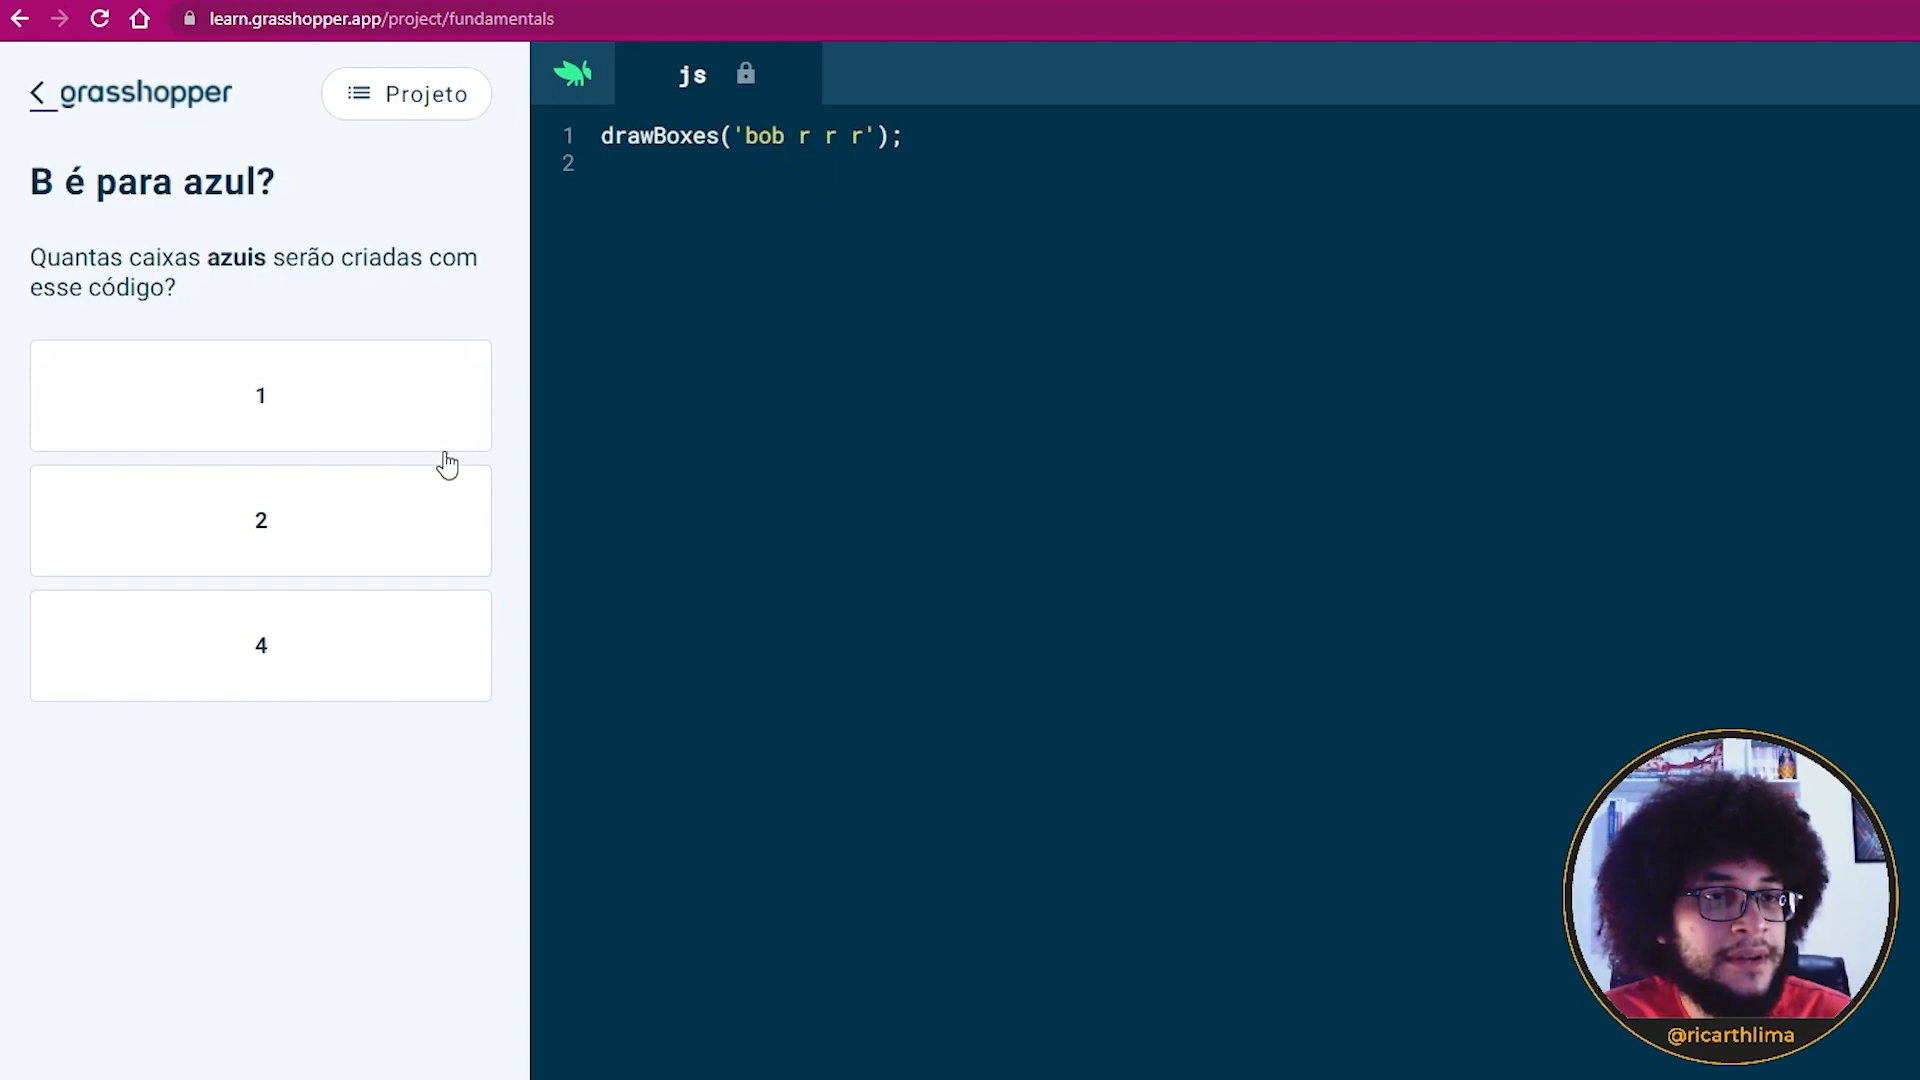 learn.grasshopper.app/project/fundamentals
grasshopper
Projeto
B é para azul?
Quantas caixas azuis serão criadas com
esse código?
1
2
4
js
1 drawBoxes('bob r r r');
2
@ricarthlima